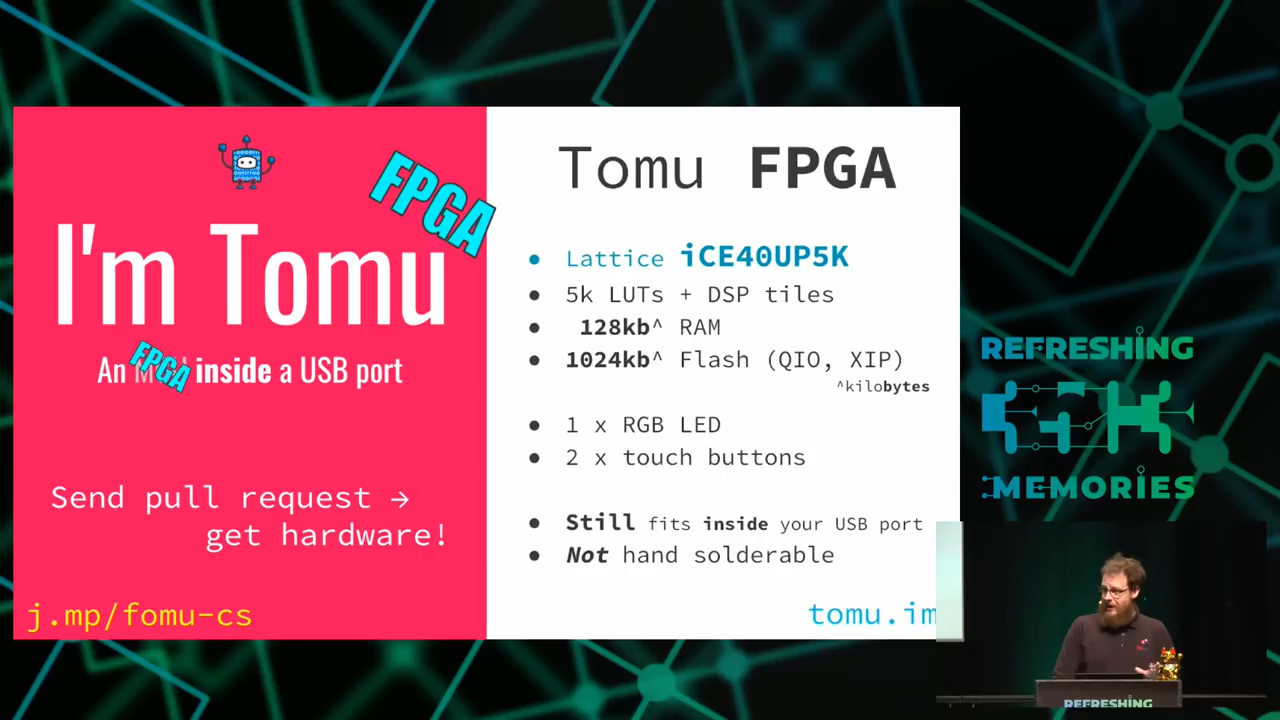 I'm Tomu
FPGA
An FPGA inside a USB port
Send pull request →
get hardware!
j.mp/fomu-cs
Tomu FPGA
• Lattice iCE40UP5K
• 5k LUTs + DSP tiles
• 128kb^ RAM
• 1024kb^ Flash (QIO, XIP)
^kilobytes
• 1 x RGB LED
• 2 x touch buttons
• Still fits inside your USB port
• Not hand solderable
tomu.im
REFRESHING
35K
MEMORIES
REFRESHING